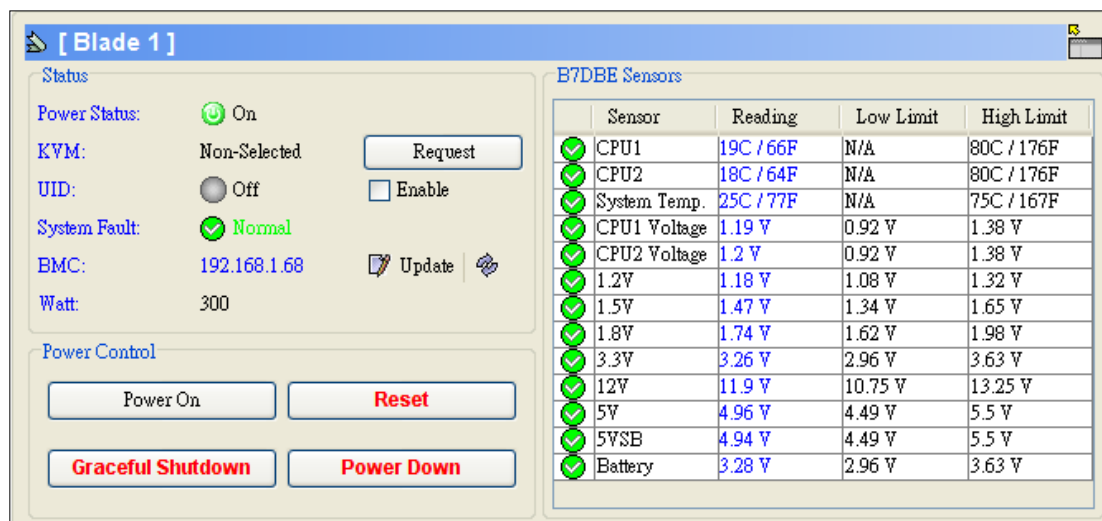 [ Blade 1 ]
Status
Power Status: On
KVM: Non-Selected Request
UID: Off Enable
System Fault: Normal
BMC: 192.168.1.68 Update
Watt: 300
Power Control
Power On Reset
Graceful Shutdown Power Down
B7DBE Sensors
Sensor Reading Low Limit High Limit
CPU1 19C / 66F N/A 80C / 176F
CPU2 18C / 64F N/A 80C / 176F
System Temp. 25C / 77F N/A 75C / 167F
CPU1 Voltage 1.19 V 0.92 V 1.38 V
CPU2 Voltage 1.2 V 0.92 V 1.38 V
1.2V 1.18 V 1.08 V 1.32 V
1.5V 1.47 V 1.34 V 1.65 V
1.8V 1.74 V 1.62 V 1.98 V
3.3V 3.26 V 2.96 V 3.63 V
12V 11.9 V 10.75 V 13.25 V
5V 4.96 V 4.49 V 5.5 V
5VSB 4.94 V 4.49 V 5.5 V
Battery 3.28 V 2.96 V 3.63 V